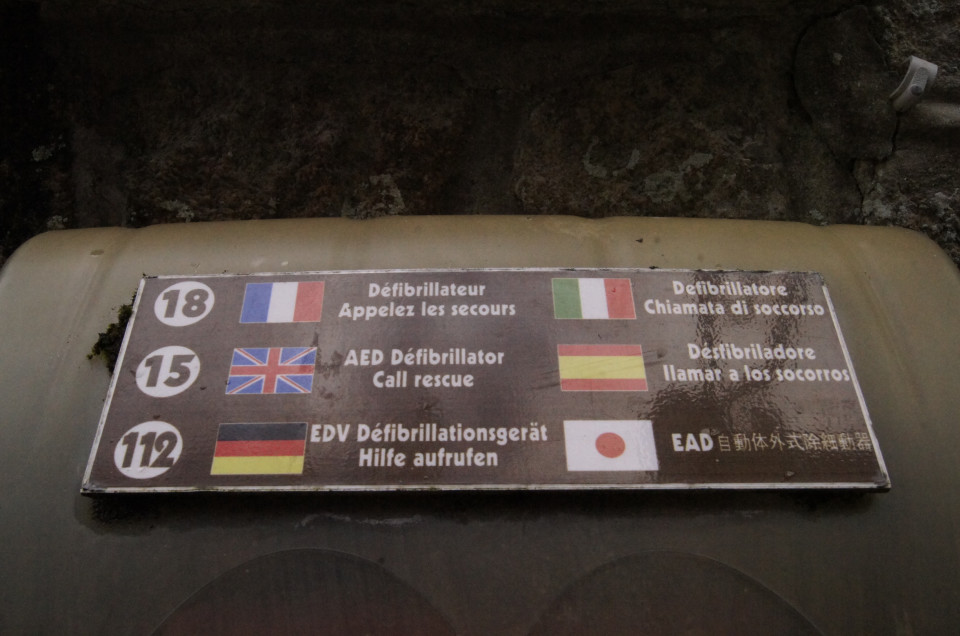 18
Défibrillateur
Appelez les secours
Defibrillatore
Chiamata di soccorso
15
AED Défibrillator
Call rescue
Desfibriladore
llamar a los socorros
112
EDV Défibrillationsgerät
Hilfe aufrufen
EAD 自動体外式除細動器